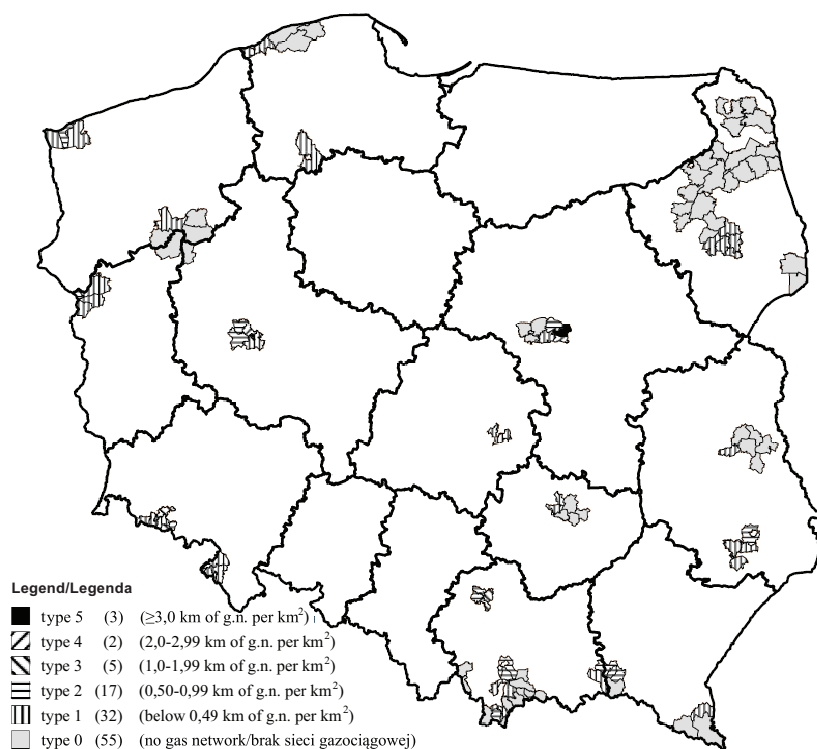 Legend/Legenda
type 5 (3) (≥3,0 km of g.n. per km²)
type 4 (2) (2,0-2,99 km of g.n. per km²)
type 3 (5) (1,0-1,99 km of g.n. per km²)
type 2 (17) (0,50-0,99 km of g.n. per km²)
type 1 (32) (below 0,49 km of g.n. per km²)
type 0 (55) (no gas network/brak sieci gazociągowej)